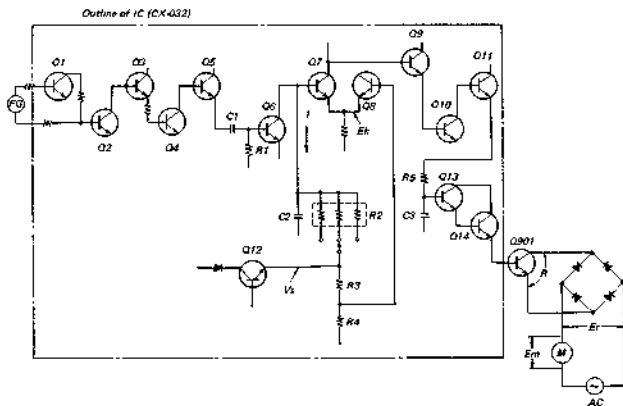 Outline of IC (CX-032)
Q1
Q3
Q5
Q7
Q9
Q11
FG
Q2
Q4
C1
Q6
R1
Q8
Ek
Q10
I
C2
R2
R5
Q13
C3
Q14
Q12
Vs
R3
R4
Q901
R
Er
Em
M
AC